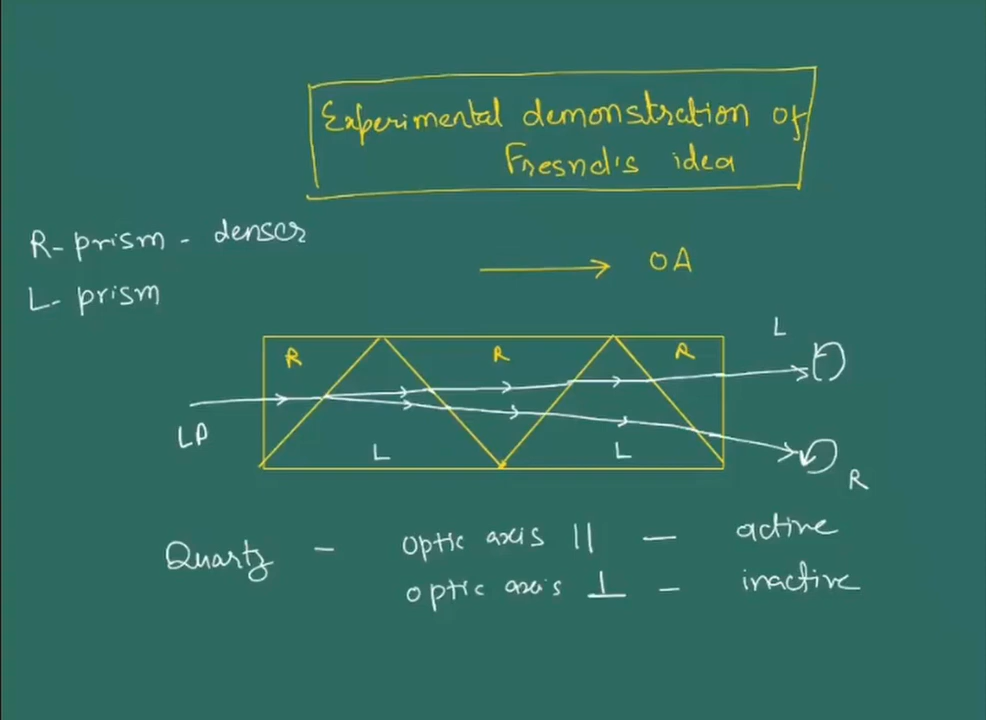 Experimental demonstration of
Fresnel's idea
R- prism - denser
L- prism
→ OA
R R R L
LP
L L
R
Quartz - optic axis || - active
optic axis ⊥ - inactive